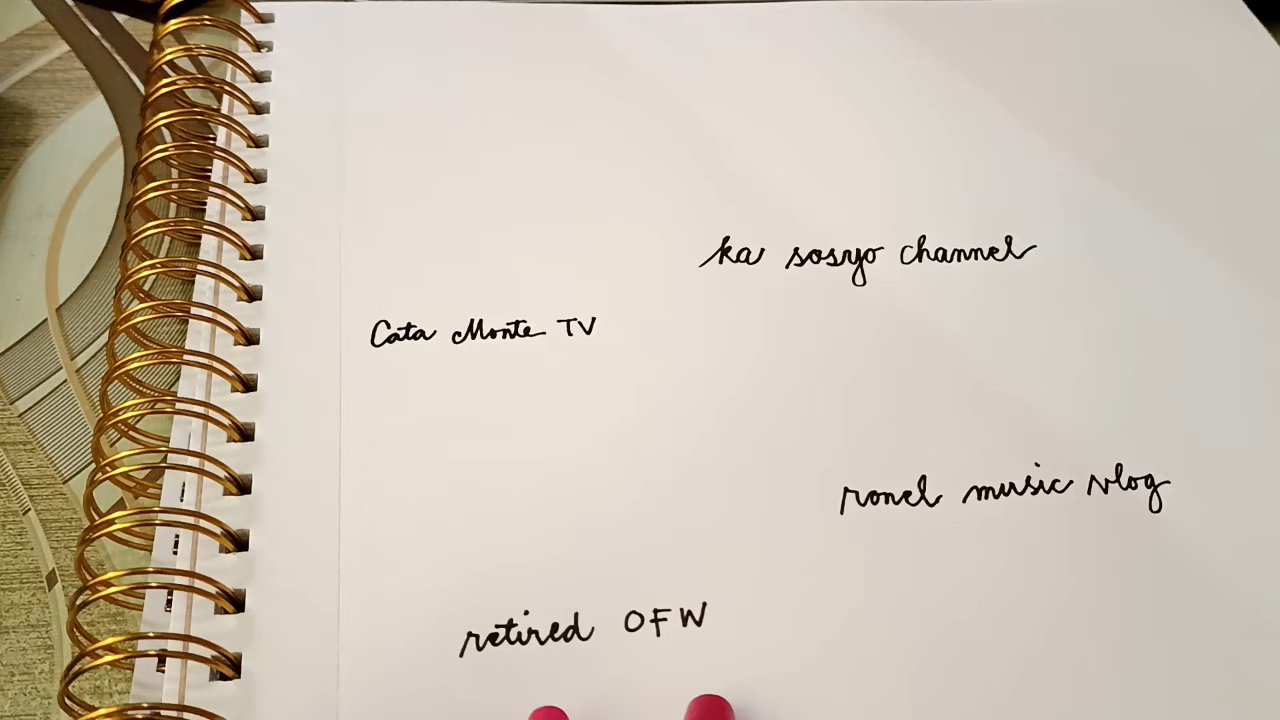 ka sosyo channel
Cata Monte TV
ronel music vlog
retired OFW